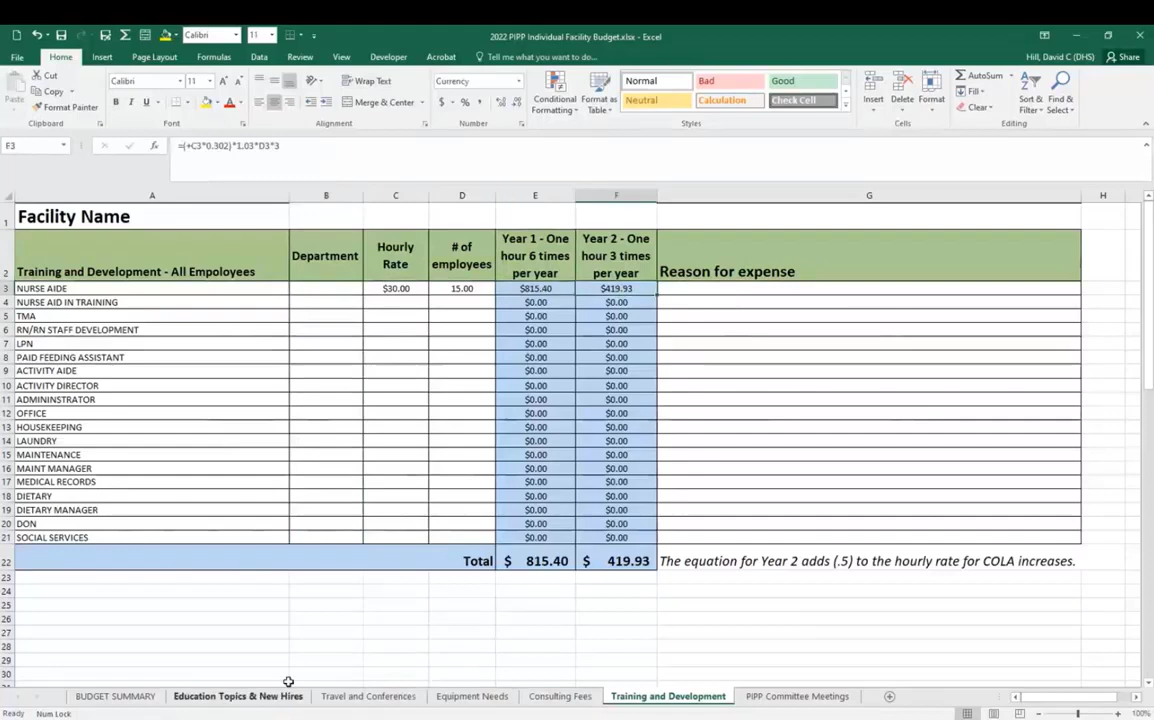 Calibri 11
2022 PIPP Individual Facility Budget.xlsx - Excel
Hill, David C (DHS)
File Home Insert Page Layout Formulas Data Review View Developer Acrobat Tell me what you want to do... Share
Paste Cut Copy Format Painter
Clipboard
Calibri 11
B I U
Font
Wrap Text
Merge & Center
Alignment
Currency
$ % ,
Number
Conditional Formatting
Format as Table
Normal Bad Good
Neutral Calculation Check Cell
Styles
Insert Delete Format
Cells
AutoSum
Fill
Clear
Sort & Filter
Find & Select
Editing
F3 fx =(+C3*0.302)*1.03*D3*3
A B C D E F G H
1 Facility Name
2 Training and Development - All Empoloyees Department Hourly Rate # of employees Year 1 - One hour 6 times per year Year 2 - One hour 3 times per year Reason for expense
3 NURSE AIDE $30.00 15.00 $815.40 $419.93
4 NURSE AID IN TRAINING $0.00 $0.00
5 TMA $0.00 $0.00
6 RN/RN STAFF DEVELOPMENT $0.00 $0.00
7 LPN $0.00 $0.00
8 PAID FEEDING ASSISTANT $0.00 $0.00
9 ACTIVITY AIDE $0.00 $0.00
10 ACTIVITY DIRECTOR $0.00 $0.00
11 ADMININSTRATOR $0.00 $0.00
12 OFFICE $0.00 $0.00
13 HOUSEKEEPING $0.00 $0.00
14 LAUNDRY $0.00 $0.00
15 MAINTENANCE $0.00 $0.00
16 MAINT MANAGER $0.00 $0.00
17 MEDICAL RECORDS $0.00 $0.00
18 DIETARY $0.00 $0.00
19 DIETARY MANAGER $0.00 $0.00
20 DON $0.00 $0.00
21 SOCIAL SERVICES $0.00 $0.00
22 Total $ 815.40 $ 419.93 The equation for Year 2 adds (.5) to the hourly rate for COLA increases.
23
24
25
26
27
28
29
30
BUDGET SUMMARY Education Topics & New Hires Travel and Conferences Equipment Needs Consulting Fees Training and Development PIPP Committee Meetings
Ready Num Lock 100%